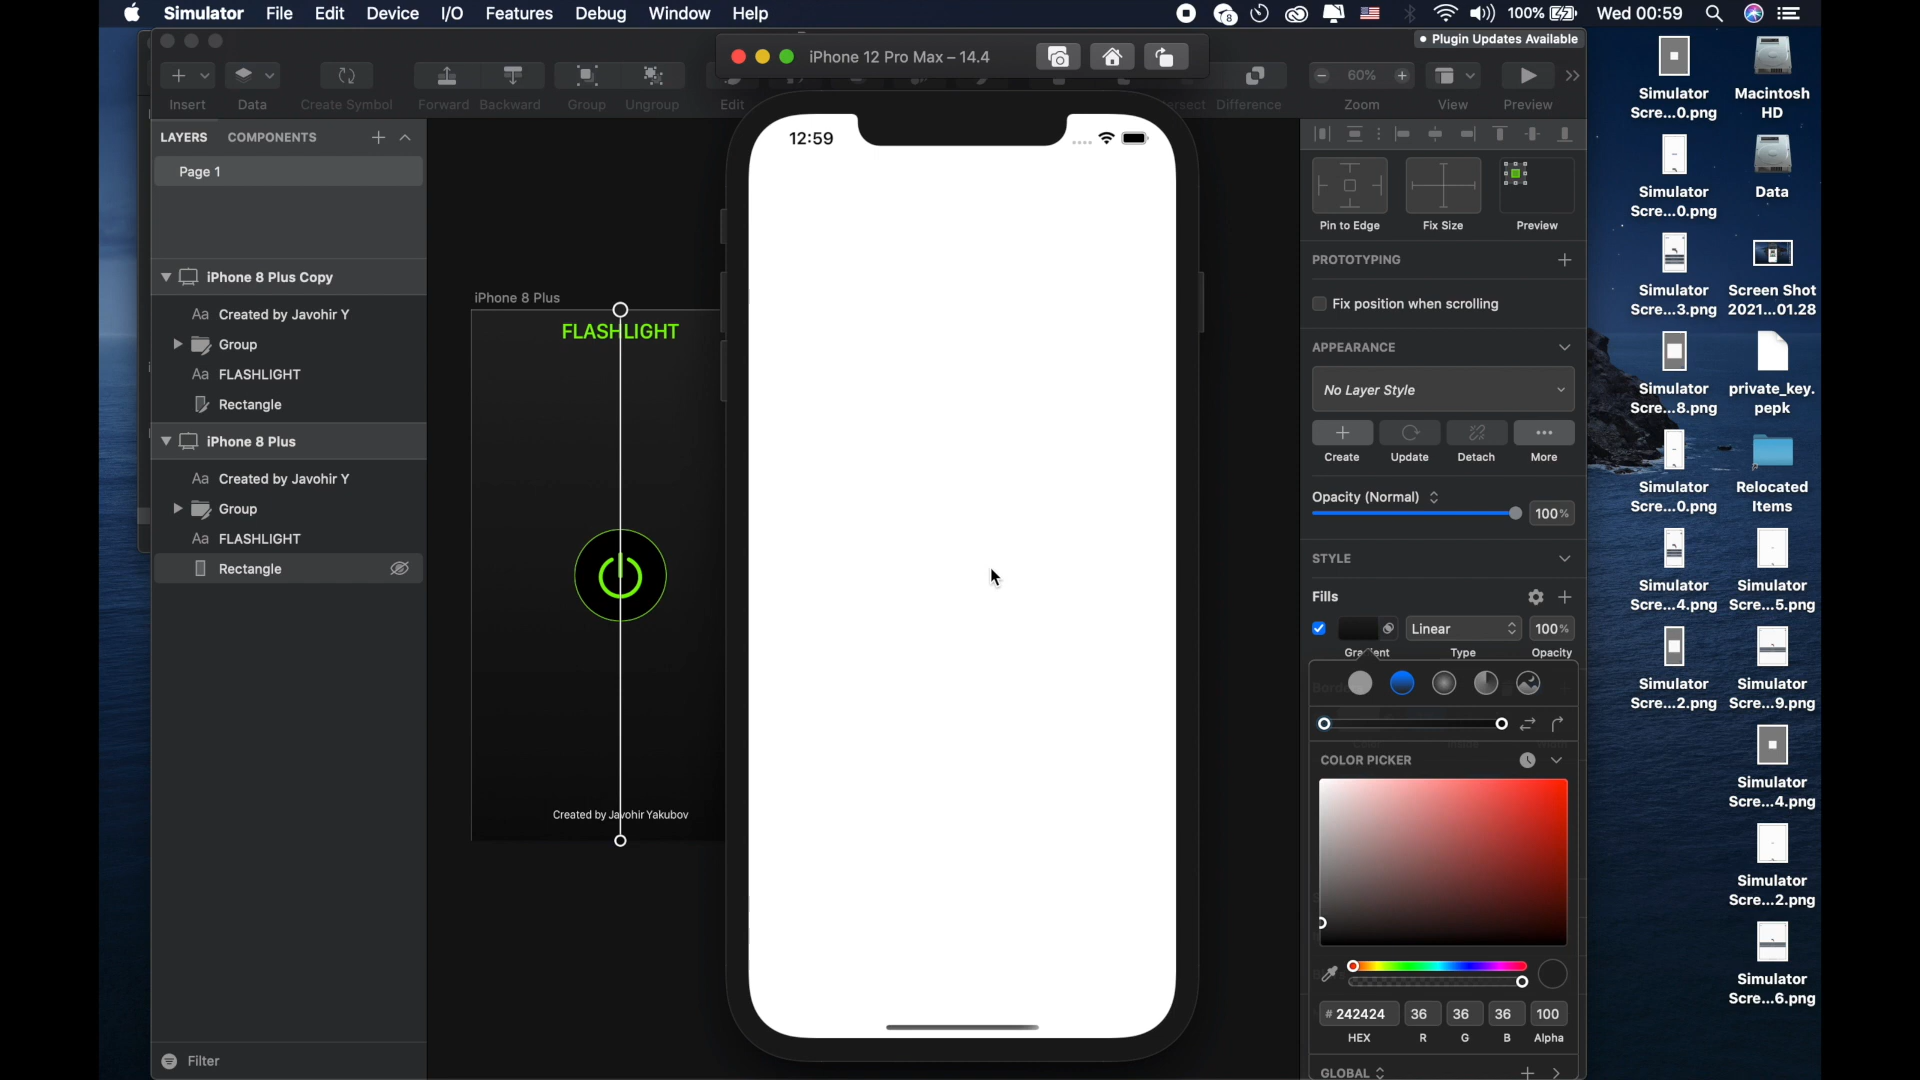 Simulator File Edit Device I/O Features Debug Window Help
8 100% Wed 00:59
Plugin Updates Available
iPhone 12 Pro Max – 14.4
60%
Insert Data Create Symbol Forward Backward Group Ungroup Edit Difference Zoom View Preview
LAYERS COMPONENTS
Page 1
iPhone 8 Plus Copy
Aa Created by Javohir Y
Group
Aa FLASHLIGHT
Rectangle
iPhone 8 Plus
Aa Created by Javohir Y
Group
Aa FLASHLIGHT
Rectangle
Filter
iPhone 8 Plus
FLASHLIGHT
Created by Javohir Yakubov
12:59
Pin to Edge Fix Size Preview
PROTOTYPING
Fix position when scrolling
APPEARANCE
No Layer Style
Create Update Detach More
Opacity (Normal)
100%
STYLE
Fills
Linear 100%
Gradient Type Opacity
COLOR PICKER
# 242424 36 36 36 100
HEX R G B Alpha
GLOBAL
Simulator
Scre...0.png
Macintosh
HD
Simulator
Scre...0.png
Data
Simulator
Scre...3.png
Screen Shot
2021...01.28
Simulator
Scre...8.png
private_key.
pepk
Simulator
Scre...0.png
Relocated
Items
Simulator
Scre...4.png
Simulator
Scre...5.png
Simulator
Scre...2.png
Simulator
Scre...9.png
Simulator
Scre...4.png
Simulator
Scre...2.png
Simulator
Scre...6.png